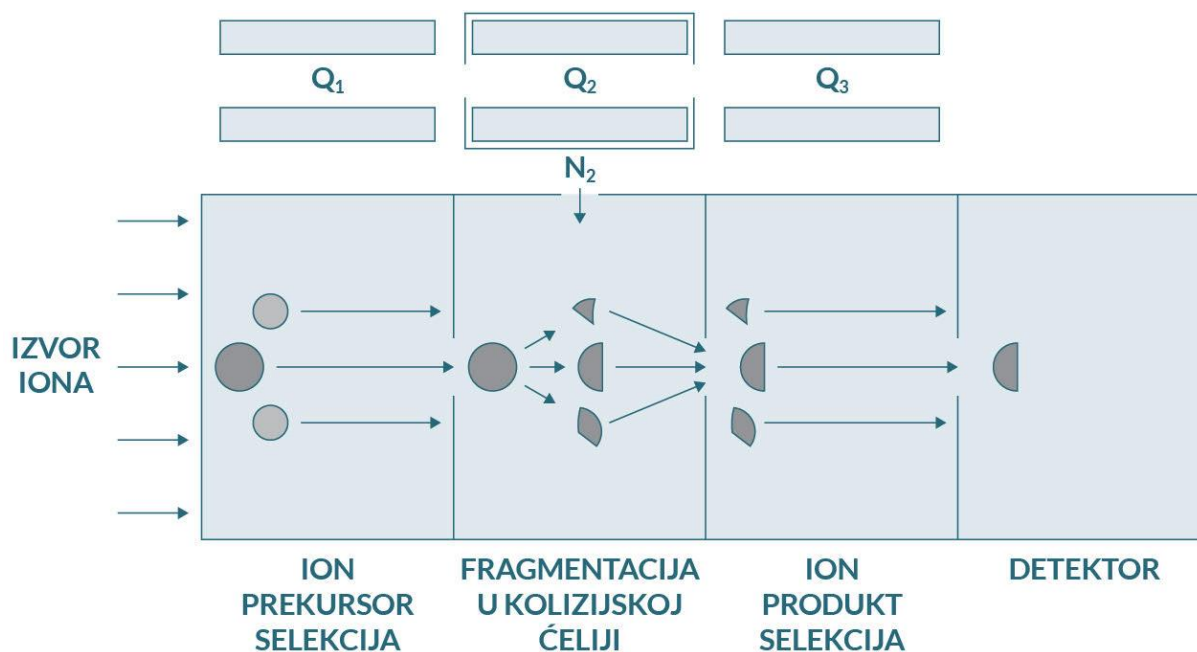 Q₁
Q₂
Q₃
N₂
IZVOR
IONA
ION
PREKURSOR
SELEKCIJA
FRAGMENTACIJA
U KOLIZIJSKOJ
ĆELIJI
ION
PRODUKT
SELEKCIJA
DETEKTOR